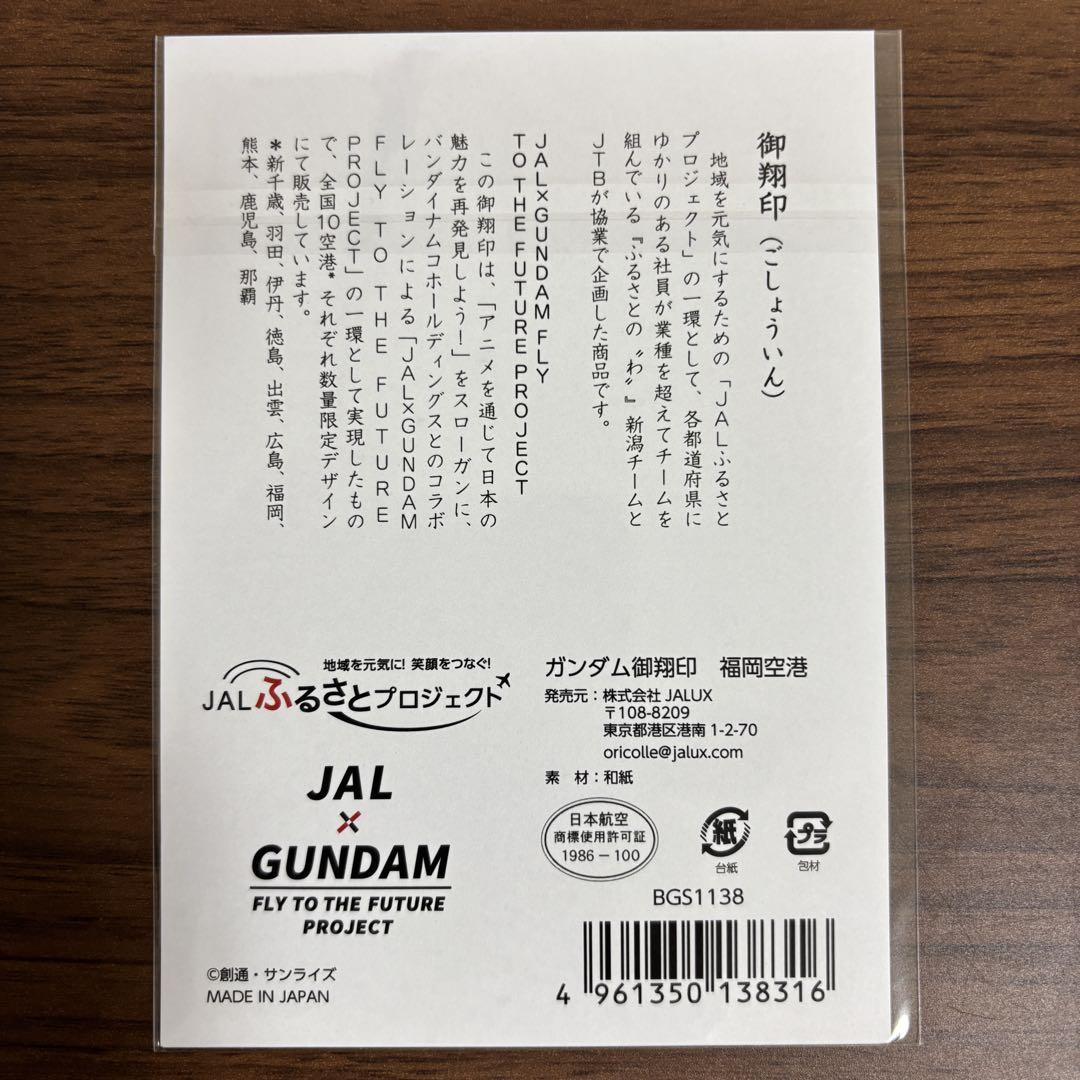 御翔印(ごしょういん)
地域を元気にするための「JALふるさと
プロジェクト」の一環として、各都道府県に
ゆかりのある社員が業種を超えてチームを
組んでいる『ふるさとの〝わ〟』新潟チームと
JTBが協業で企画した商品です。
JAL×GUNDAM FLY
TO THE FUTURE PROJECT
この御翔印は、「アニメを通じて日本の
魅力を再発見しよう!」をスローガンに、
バンダイナムコホールディングスとのコラボ
レーションによる「JAL×GUNDAM
FLY TO THE FUTURE
PROJECT」の一環として実現したもの
で、全国10空港* それぞれ数量限定デザイン
にて販売しています。
*新千歳、羽田、伊丹、徳島、出雲、広島、福岡、
熊本、鹿児島、那覇
地域を元気に! 笑顔をつなぐ!
JALふるさとプロジェクト
JAL
×
GUNDAM
FLY TO THE FUTURE
PROJECT
©創通・サンライズ
MADE IN JAPAN
ガンダム御翔印 福岡空港
発売元:株式会社 JALUX
〒108-8209
東京都港区港南 1-2-70
oricolle@jalux.com
素 材:和紙
日本航空
商標使用許可証
1986-100
紙
台紙
プラ
包材
BGS1138
4 961350 138316